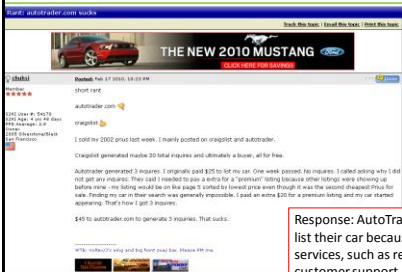 Rant: autotrader.com sucks
Track this topic | Email this topic | Print this topic
THE NEW 2010 MUSTANG
Ford
CLICK HERE FOR SAVINGS
Posted: Feb 17 2010, 10:23 PM
Member
short rant
autotrader.com
craigslist
I sold my 2002 prius last week. I mainly posted on craigslist and autotrader.
Craigslist generated maybe 20 total inquires and ultimately a buyer, all for free.
Autotrader generated 3 inquires. I originally paid $25 to list my car. One week passed. No inquires. I called asking why I did
not get any inquires. They said I needed to pay a extra for a "premium" listing because other listings were showing up
before mine - my listing would be on like page 5 sorted by lowest price even though it was the second cheapest Prius for
sale. Finding my car in their search was generally impossible. I paid an extra $20 for a premium listing and my car started
appearing. That's how I got 3 inquires.
$45 to autotrader.com to generate 3 inquires. That sucks.
Response: AutoTra
list their car becaus
services, such as re
customer support